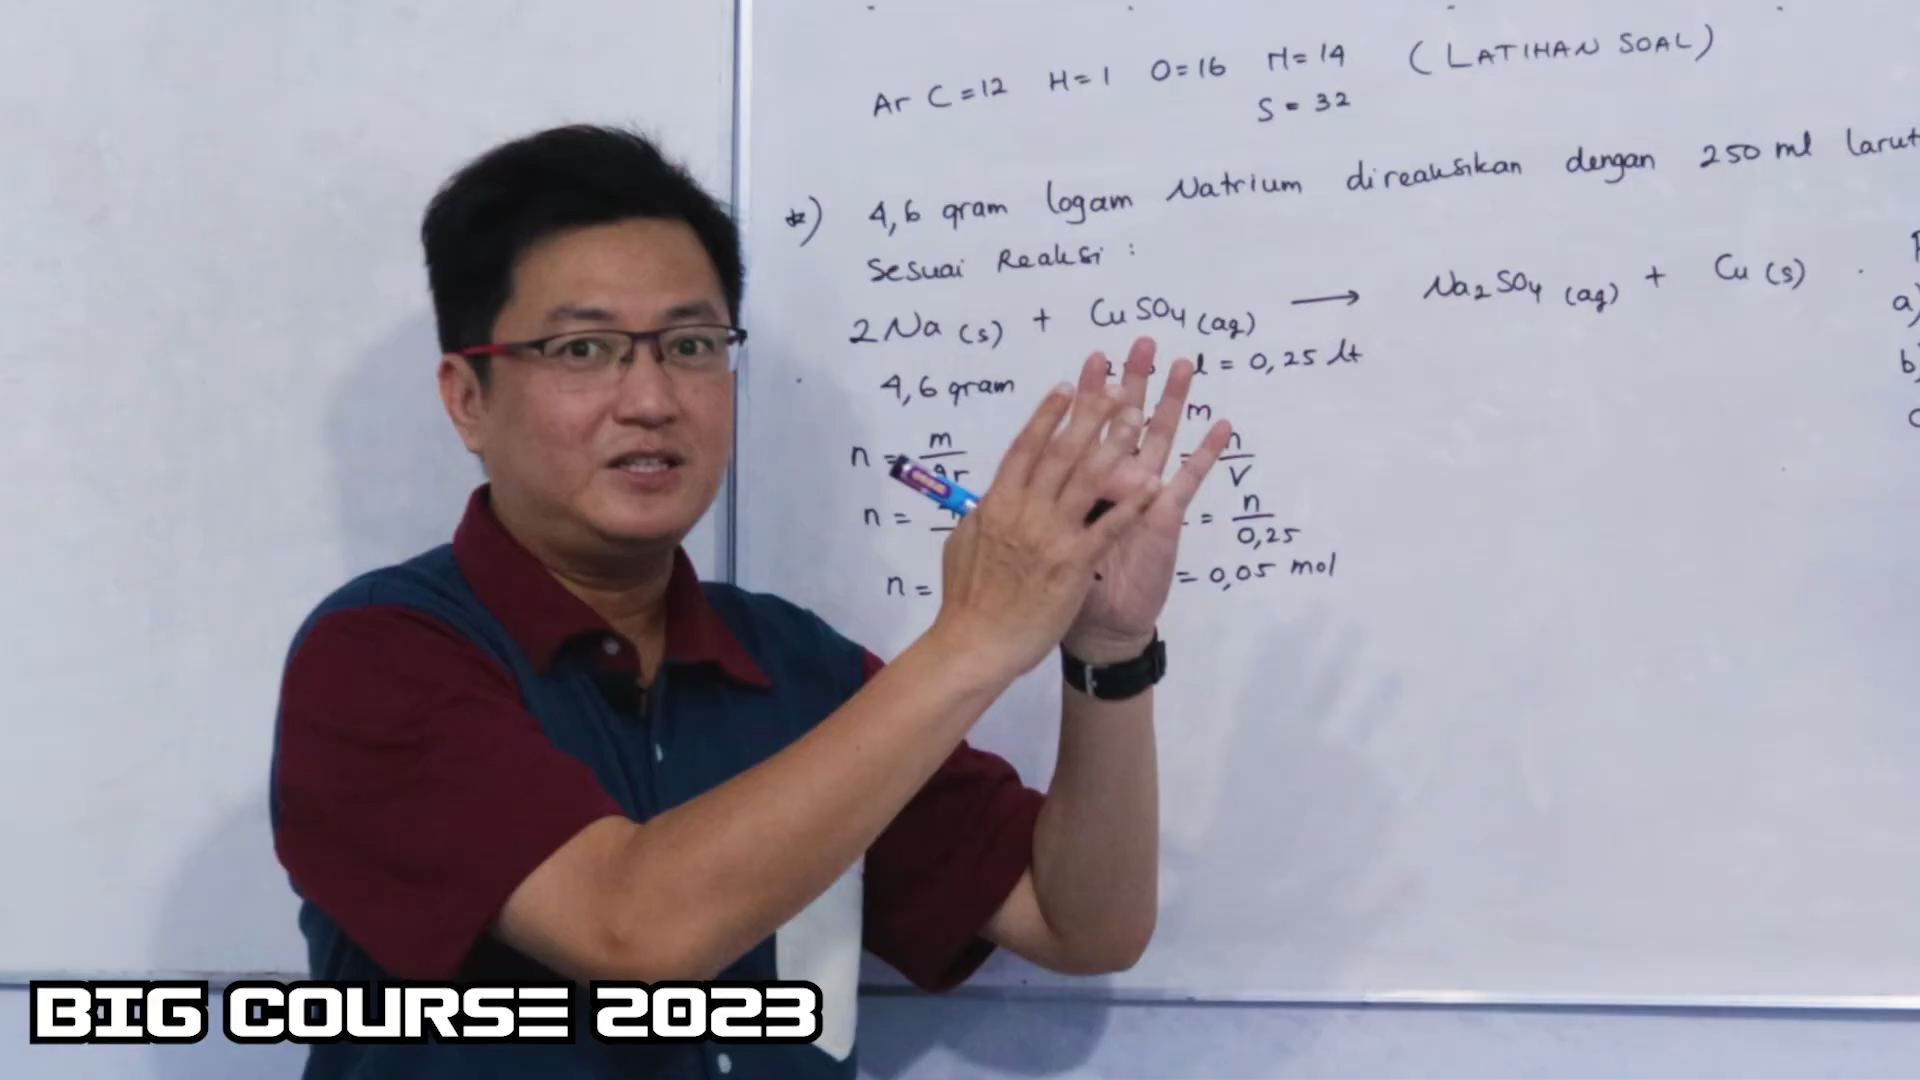 Ar C = 12 H = 1 O = 16 N = 14 (LATIHAN SOAL)
S = 32
*) 4,6 gram logam Natrium direaksikan dengan 250 ml
Sesuai Reaksi :
2Na (s) + CuSO4 (aq) → Na2SO4 (aq) + Cu (s) .
a)
4,6 gram = 0,25 lt
b)
m
n = m
n
V
n = = n
0,25
n = = 0,05 mol
BIG COURSE 2023